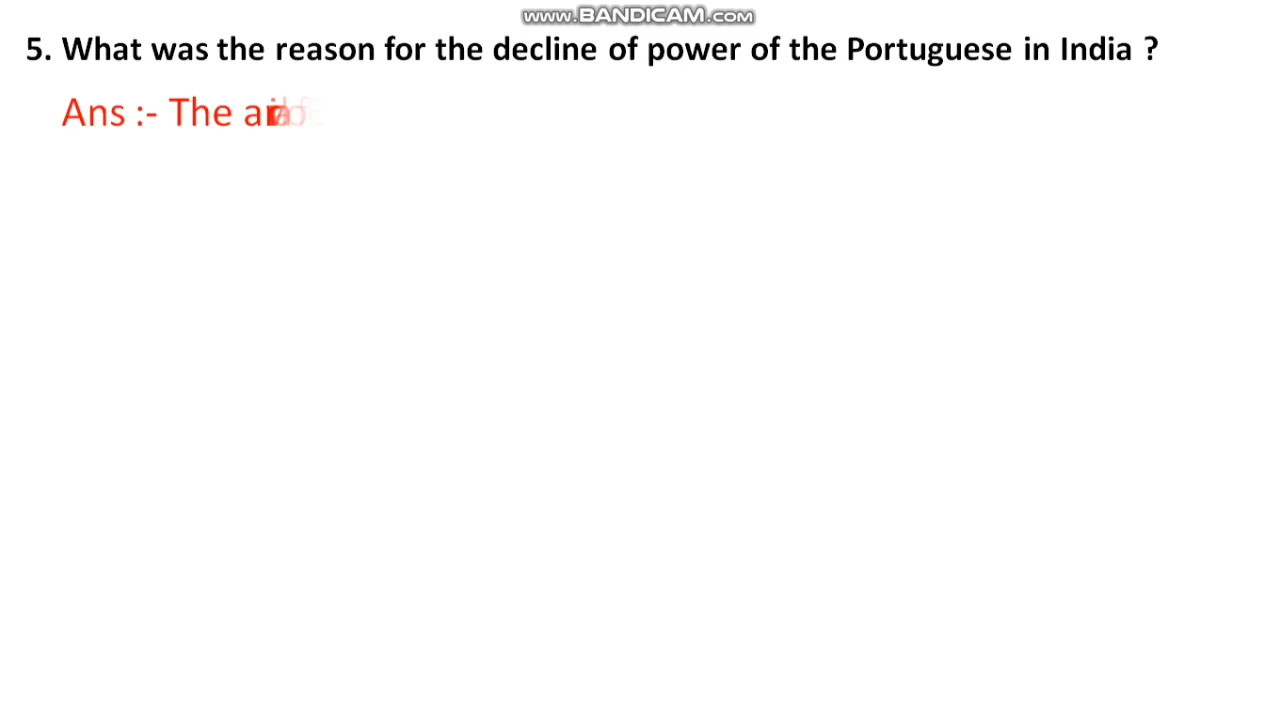 www.BANDICAM.com
5. What was the reason for the decline of power of the Portuguese in India ?
Ans :- The